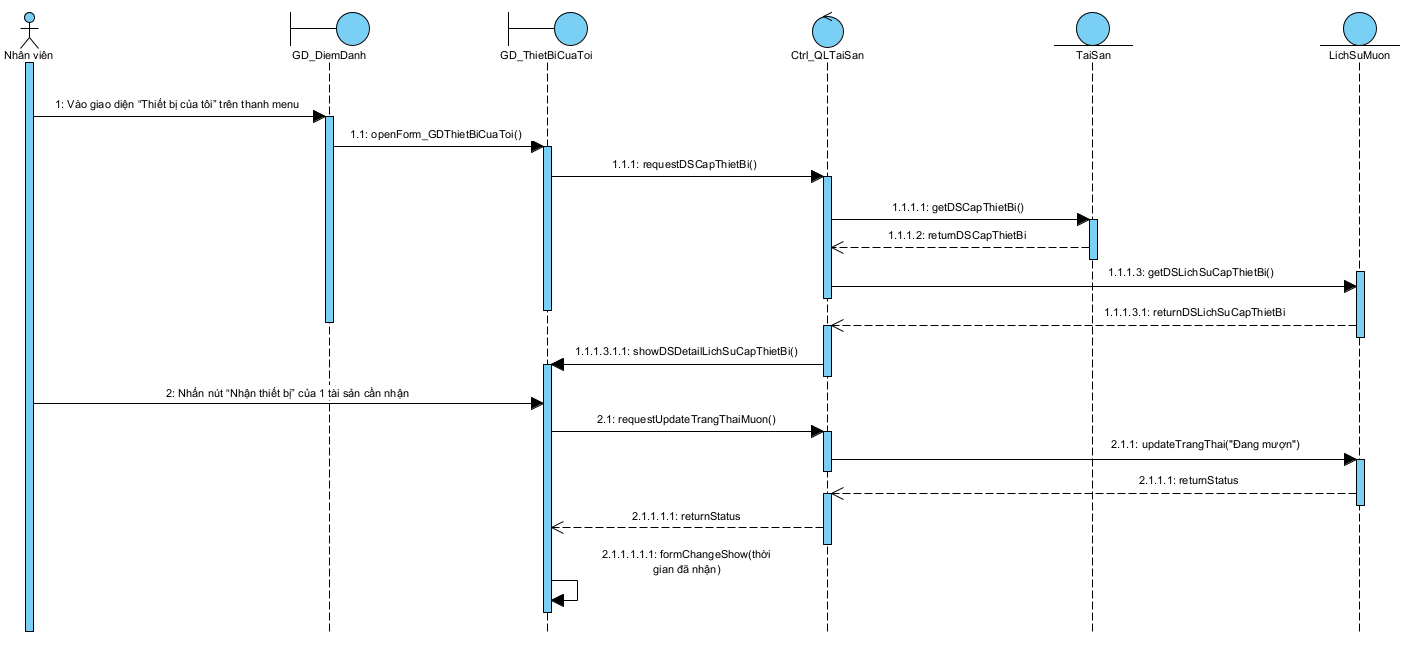 Nhân viên
GD_DiemDanh
GD_ThietBiCuaToi
Ctrl_QLTaiSan
TaiSan
LichSuMuon
1: Vào giao diện “Thiết bị của tôi” trên thanh menu
1.1: openForm_GDThietBiCuaToi()
1.1.1: requestDSCapThietBi()
1.1.1.1: getDSCapThietBi()
1.1.1.2: returnDSCapThietBi
1.1.1.3: getDSLichSuCapThietBi()
1.1.1.3.1: returnDSLichSuCapThietBi
1.1.1.3.1.1: showDSDetailLichSuCapThietBi()
2: Nhấn nút “Nhận thiết bị” của 1 tài sản cần nhận
2.1: requestUpdateTrangThaiMuon()
2.1.1: updateTrangThai("Đang mượn")
2.1.1.1: returnStatus
2.1.1.1.1: returnStatus
2.1.1.1.1.1: formChangeShow(thời
gian đã nhận)